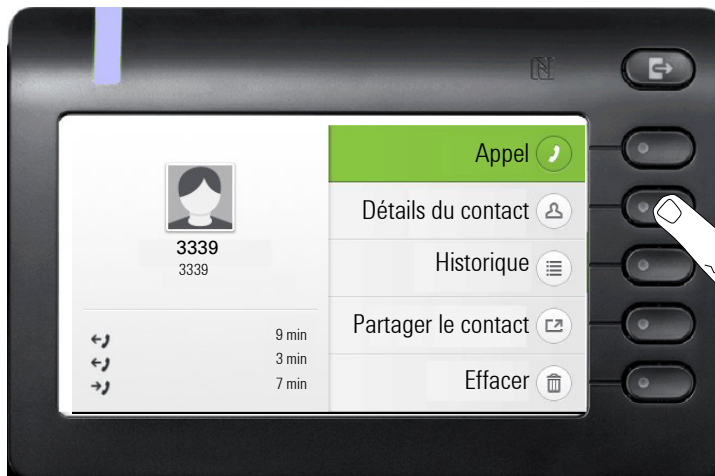 3339
3339
9 min
3 min
7 min
Appel
Détails du contact
Historique
Partager le contact
Effacer